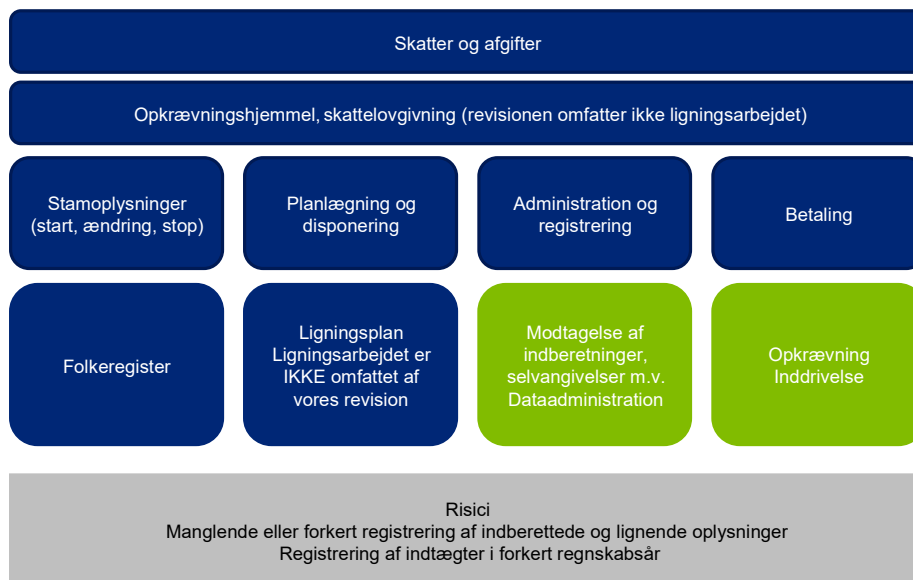 Skatter og afgifter
Opkrævningshjemmel, skattelovgivning (revisionen omfatter ikke ligningsarbejdet)
Stamoplysninger
(start, ændring, stop)
Planlægning og
disponering
Administration og
registrering
Betaling
Folkeregister
Ligningsplan
Ligningsarbejdet er
IKKE omfattet af
vores revision
Modtagelse af
indberetninger,
selvangivelser m.v.
Dataadministration
Opkrævning
Inddrivelse
Risici
Manglende eller forkert registrering af indberettede og lignende oplysninger
Registrering af indtægter i forkert regnskabsår